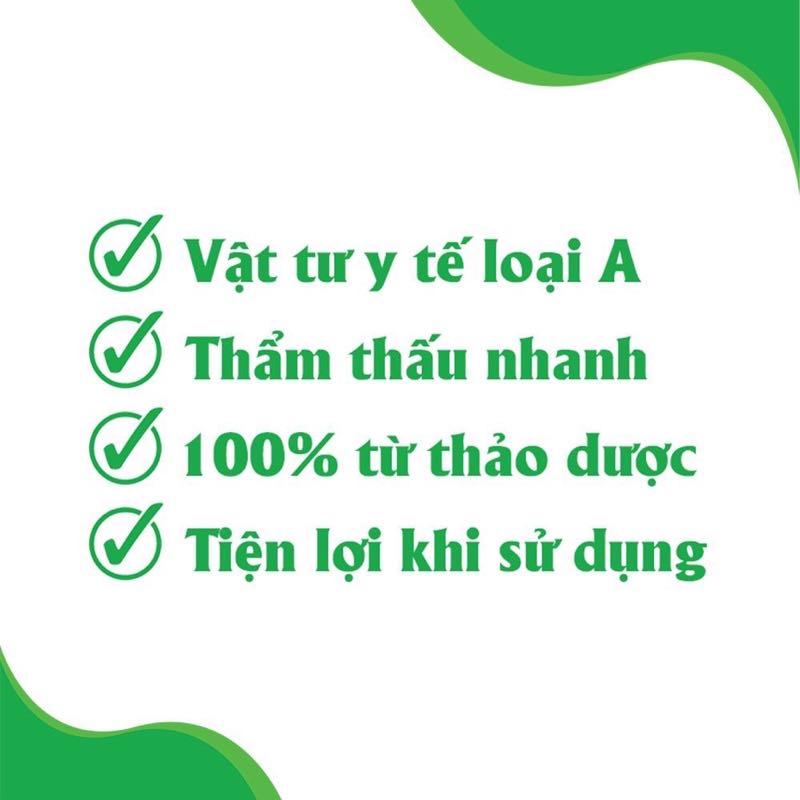 Vật tư y tế loại A
Thẩm thấu nhanh
100% từ thảo dược
Tiện lợi khi sử dụng